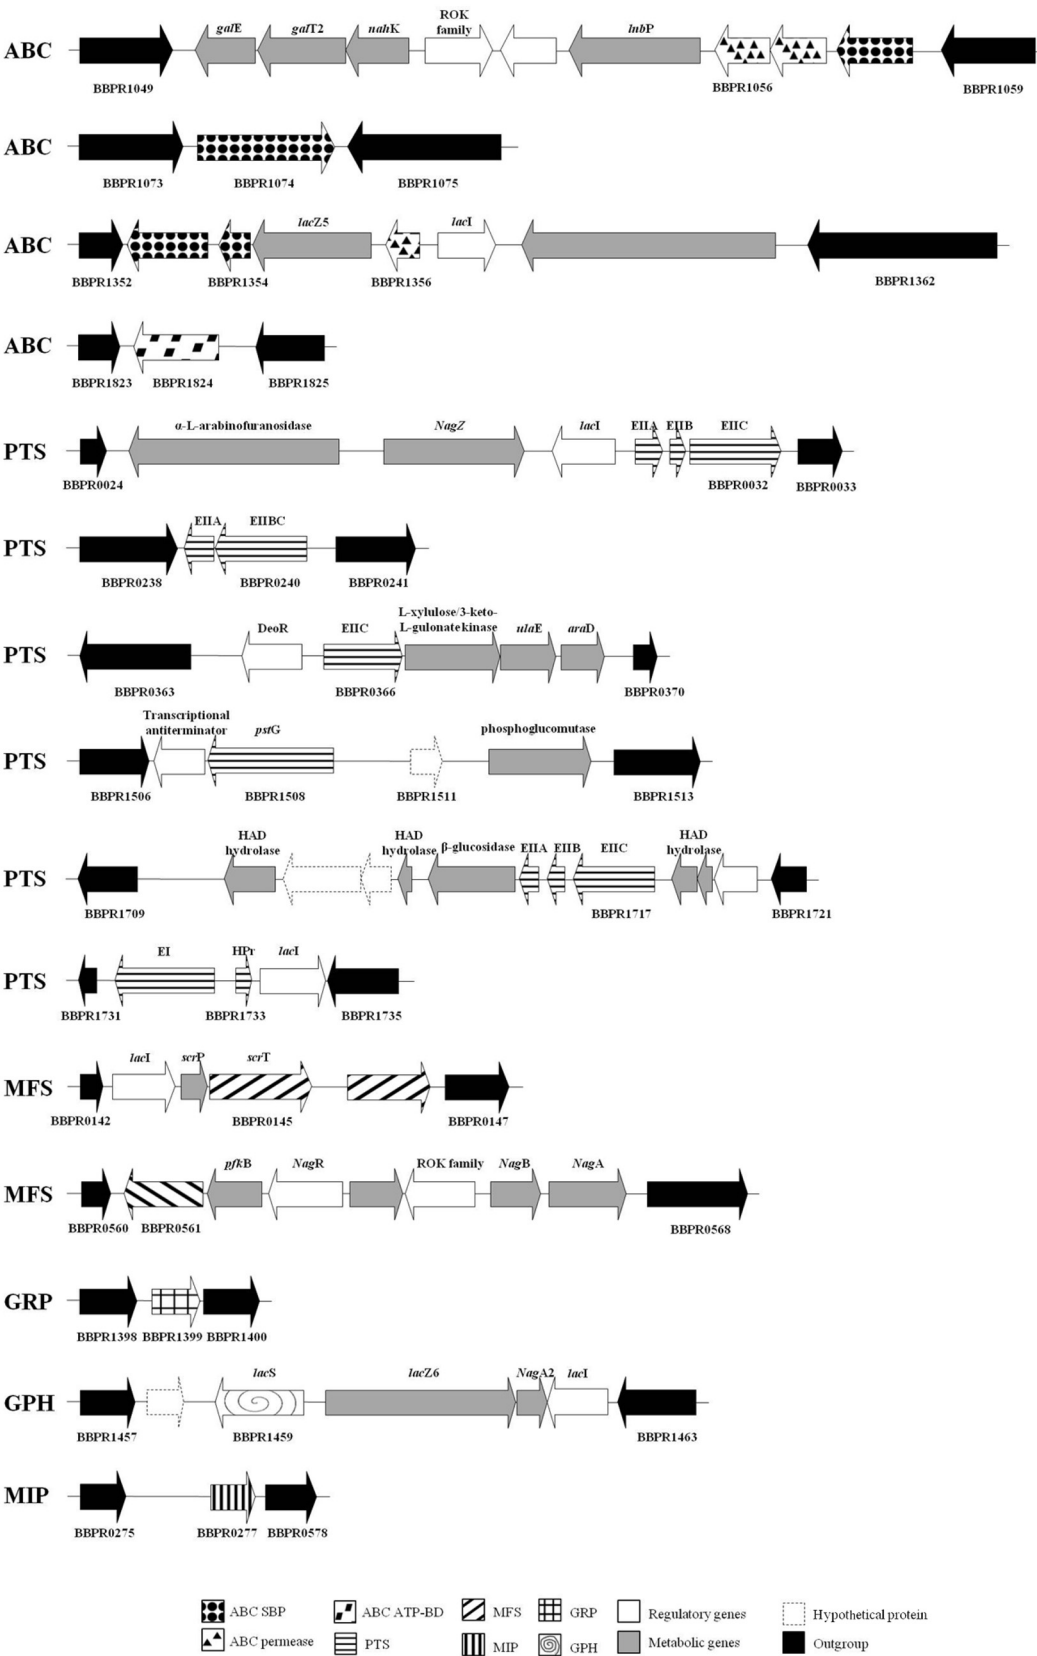 ROK
family
galE galT2 nahK lnbP
ABC
BBPR1049 BBPR1056 BBPR1059
ABC
BBPR1073 BBPR1074 BBPR1075
lacZ5 lacI
ABC
BBPR1352 BBPR1354 BBPR1356 BBPR1362
ABC
BBPR1823 BBPR1824 BBPR1825
α-L-arabinofuranosidase NagZ lacI EIIA EIIB EIIC
PTS
BBPR0024 BBPR0032 BBPR0033
EIIA EIIBC
PTS
BBPR0238 BBPR0240 BBPR0241
L-xylulose/3-keto-
DeoR EIIC L-gulonate kinase ulaE araD
PTS
BBPR0363 BBPR0366 BBPR0370
Transcriptional
antiterminator pstG phosphoglucomutase
PTS
BBPR1506 BBPR1508 BBPR1511 BBPR1513
HAD HAD HAD
hydrolase hydrolase β-glucosidase EIIA EIIB EIIC hydrolase
PTS
BBPR1709 BBPR1717 BBPR1721
EI HPr lacI
PTS
BBPR1731 BBPR1733 BBPR1735
lacI scrP scrT
MFS
BBPR0142 BBPR0145 BBPR0147
pfkB NagR ROK family NagB NagA
MFS
BBPR0560 BBPR0561 BBPR0568
GRP
BBPR1398 BBPR1399 BBPR1400
lacS lacZ6 NagA2 lacI
GPH
BBPR1457 BBPR1459 BBPR1463
MIP
BBPR0275 BBPR0277 BBPR0578
ABC SBP ABC ATP-BD MFS GRP Regulatory genes Hypothetical protein
ABC permease PTS MIP GPH Metabolic genes Outgroup